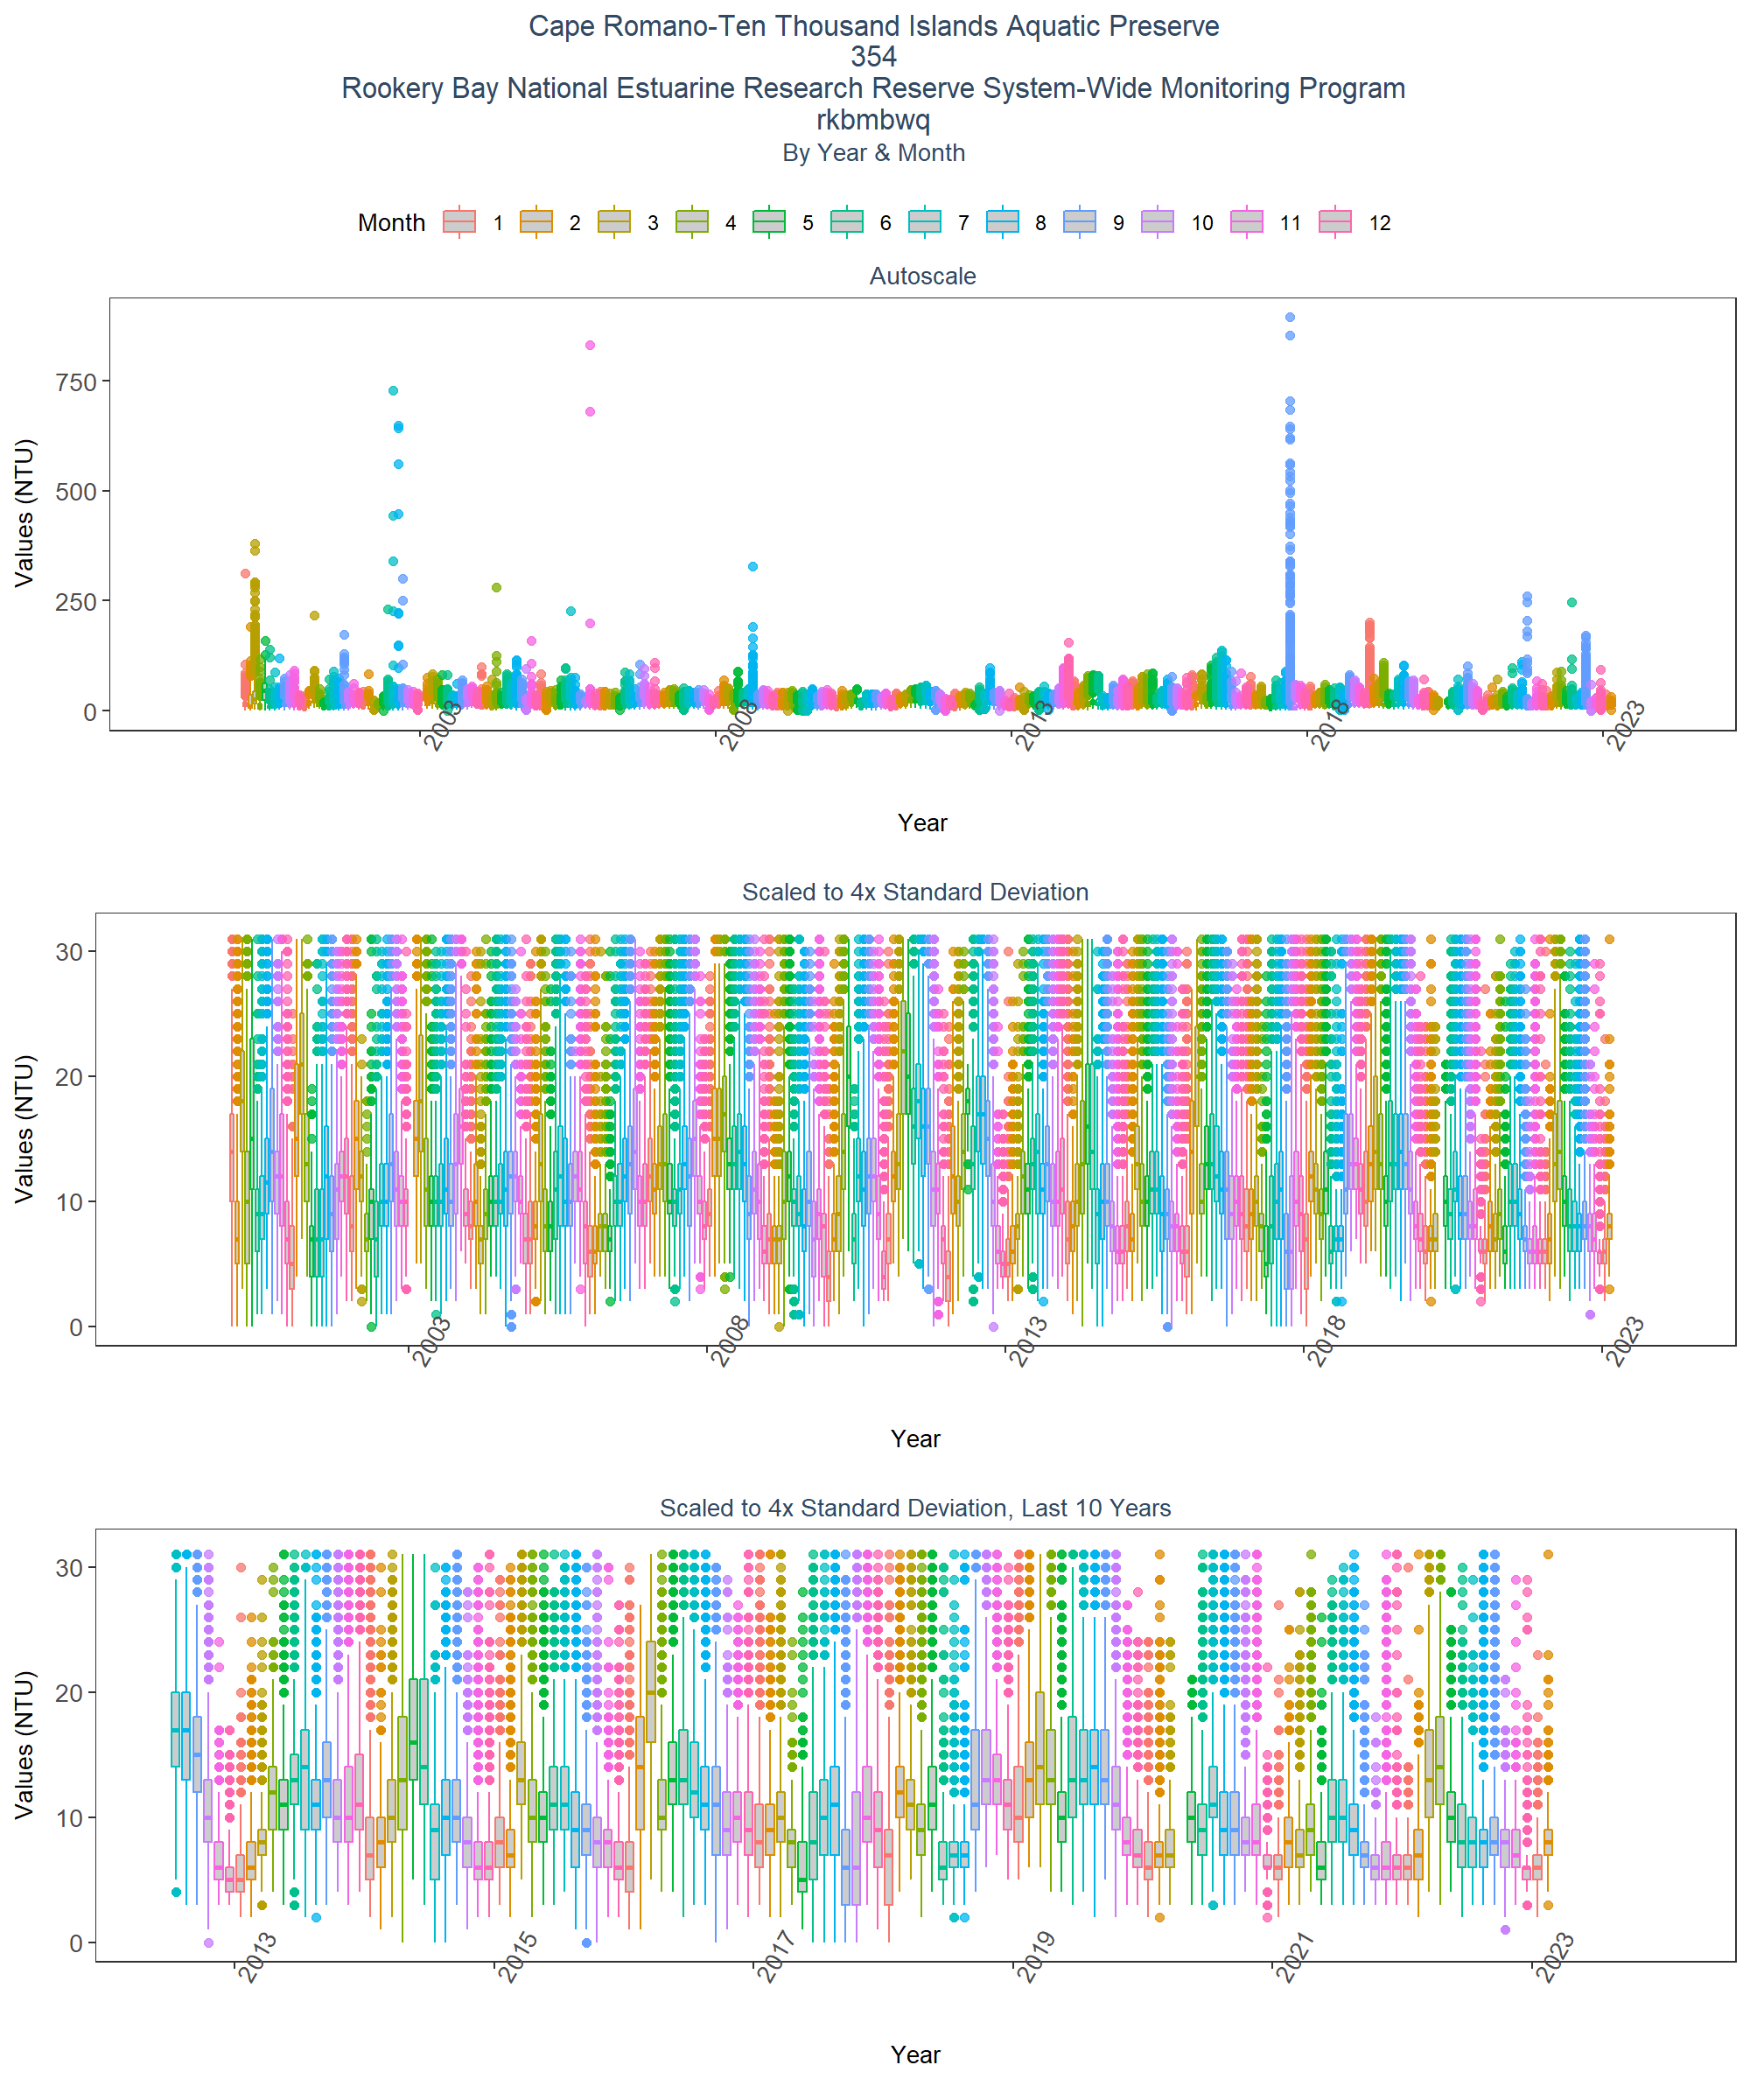 Cape Romano-Ten Thousand Islands Aquatic Preserve
354
Rookery Bay National Estuarine Research Reserve System-Wide Monitoring Program
rkbmbwq
By Year & Month
Month 1 2 3 4 5 6 7 8 9 10 11 12
Autoscale
Values (NTU)
750
500
250
0
2003 2008 2013 2018 2023
Year
Scaled to 4x Standard Deviation
Values (NTU)
30
20
10
0
2003 2008 2013 2018 2023
Year
Scaled to 4x Standard Deviation, Last 10 Years
Values (NTU)
30
20
10
0
2013 2015 2017 2019 2021 2023
Year